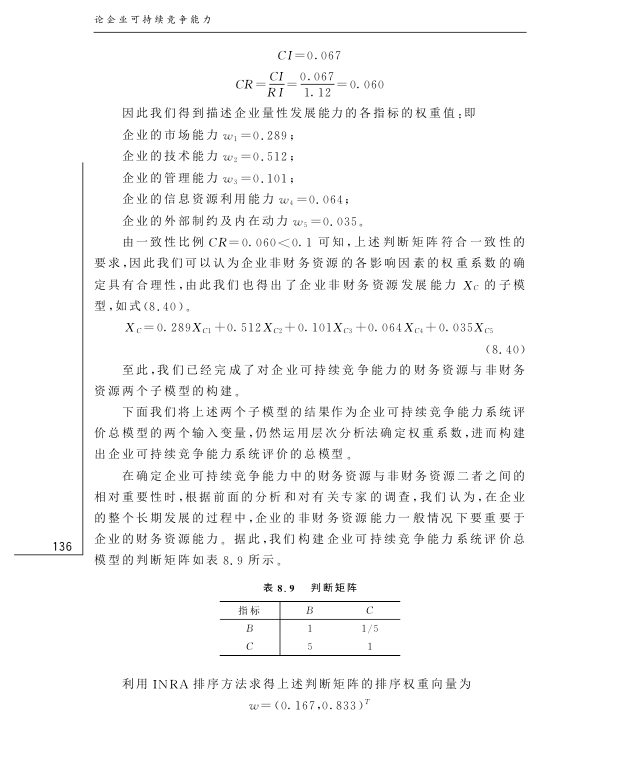 论企业可持续竞争能力
CI=0.067
CR=CI/RI=0.067/1.12=0.060
因此我们得到描述企业量性发展能力的各指标的权重值:即
企业的市场能力 w₁=0.289;
企业的技术能力 w₂=0.512;
企业的管理能力 w₃=0.101;
企业的信息资源利用能力 w₄=0.064;
企业的外部制约及内在动力 w₅=0.035。
由一致性比例 CR=0.060<0.1 可知,上述判断矩阵符合一致性的
要求,因此我们可以认为企业非财务资源的各影响因素的权重系数的确
定具有合理性,由此我们也得出了企业非财务资源发展能力 X_C 的子模
型,如式(8.40)。
X_C=0.289X_C1+0.512X_C2+0.101X_C3+0.064X_C4+0.035X_C5
(8.40)
至此,我们已经完成了对企业可持续竞争能力的财务资源与非财务
资源两个子模型的构建。
下面我们将上述两个子模型的结果作为企业可持续竞争能力系统评
价总模型的两个输入变量,仍然运用层次分析法确定权重系数,进而构建
出企业可持续竞争能力系统评价的总模型。
在确定企业可持续竞争能力中的财务资源与非财务资源二者之间的
相对重要性时,根据前面的分析和对有关专家的调查,我们认为,在企业
的整个长期发展的过程中,企业的非财务资源能力一般情况下要重要于
企业的财务资源能力。据此,我们构建企业可持续竞争能力系统评价总
模型的判断矩阵如表 8.9 所示。
136
表 8.9 判断矩阵
指标 B C
B 1 1/5
C 5 1
利用 INRA 排序方法求得上述判断矩阵的排序权重向量为
w=(0.167,0.833)ᵀ